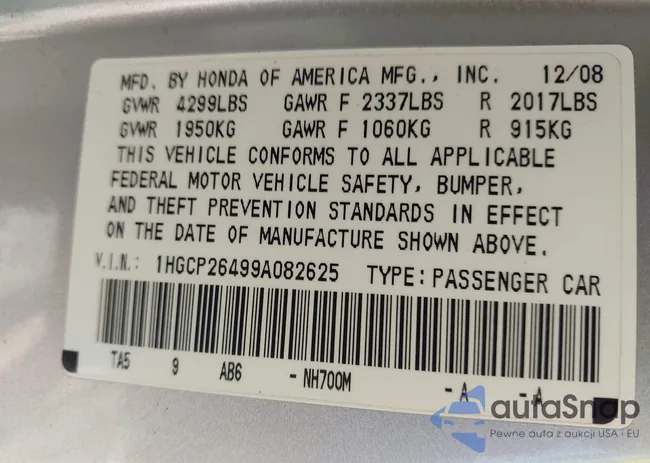 MFD. BY HONDA OF AMERICA MFG., INC. 12/08
GVWR 4299LBS GAWR F 2337LBS R 2017LBS
GVWR 1950KG GAWR F 1060KG R 915KG
THIS VEHICLE CONFORMS TO ALL APPLICABLE
FEDERAL MOTOR VEHICLE SAFETY, BUMPER,
AND THEFT PREVENTION STANDARDS IN EFFECT
ON THE DATE OF MANUFACTURE SHOWN ABOVE.
V.I.N.: 1HGCP26499A082625 TYPE: PASSENGER CAR
TA5 9 AB6 - NH700M - A - A
autaSnap
Pewne auta z aukcji USA i EU